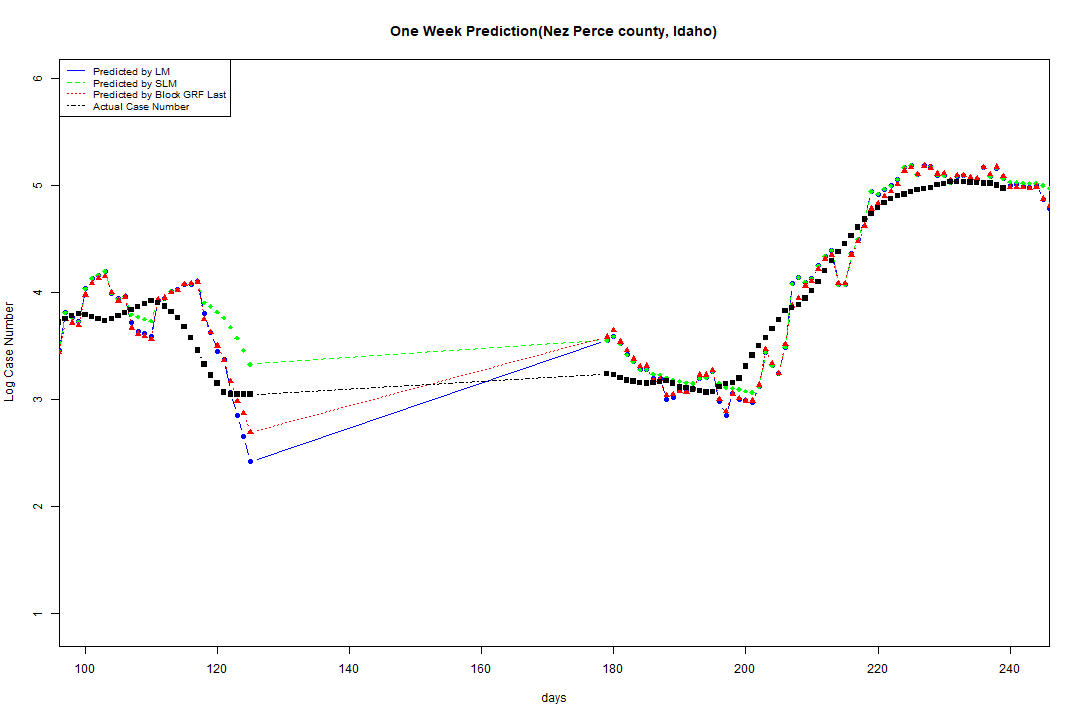 One Week Prediction(Nez Perce county, Idaho)
Predicted by LM
Predicted by SLM
Predicted by Block GRF Last
Actual Case Number
6
5
4
3
2
1
Log Case Number
100 120 140 160 180 200 220 240
days